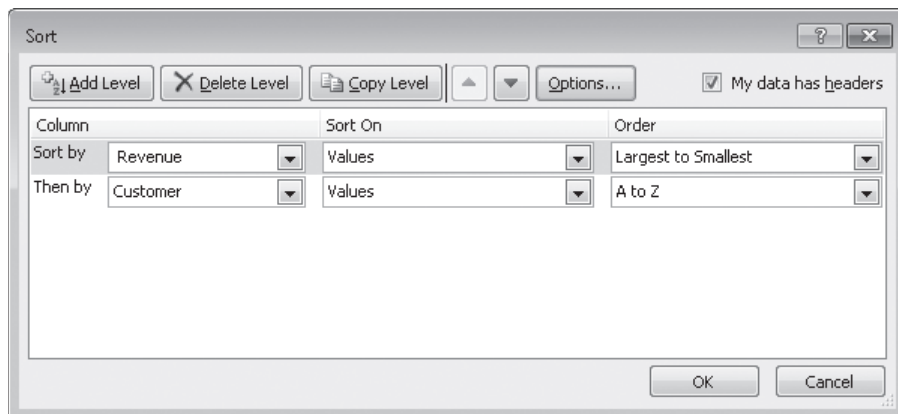 Sort
Add Level Delete Level Copy Level Options... My data has headers
Column Sort On Order
Sort by Revenue Values Largest to Smallest
Then by Customer Values A to Z
OK Cancel